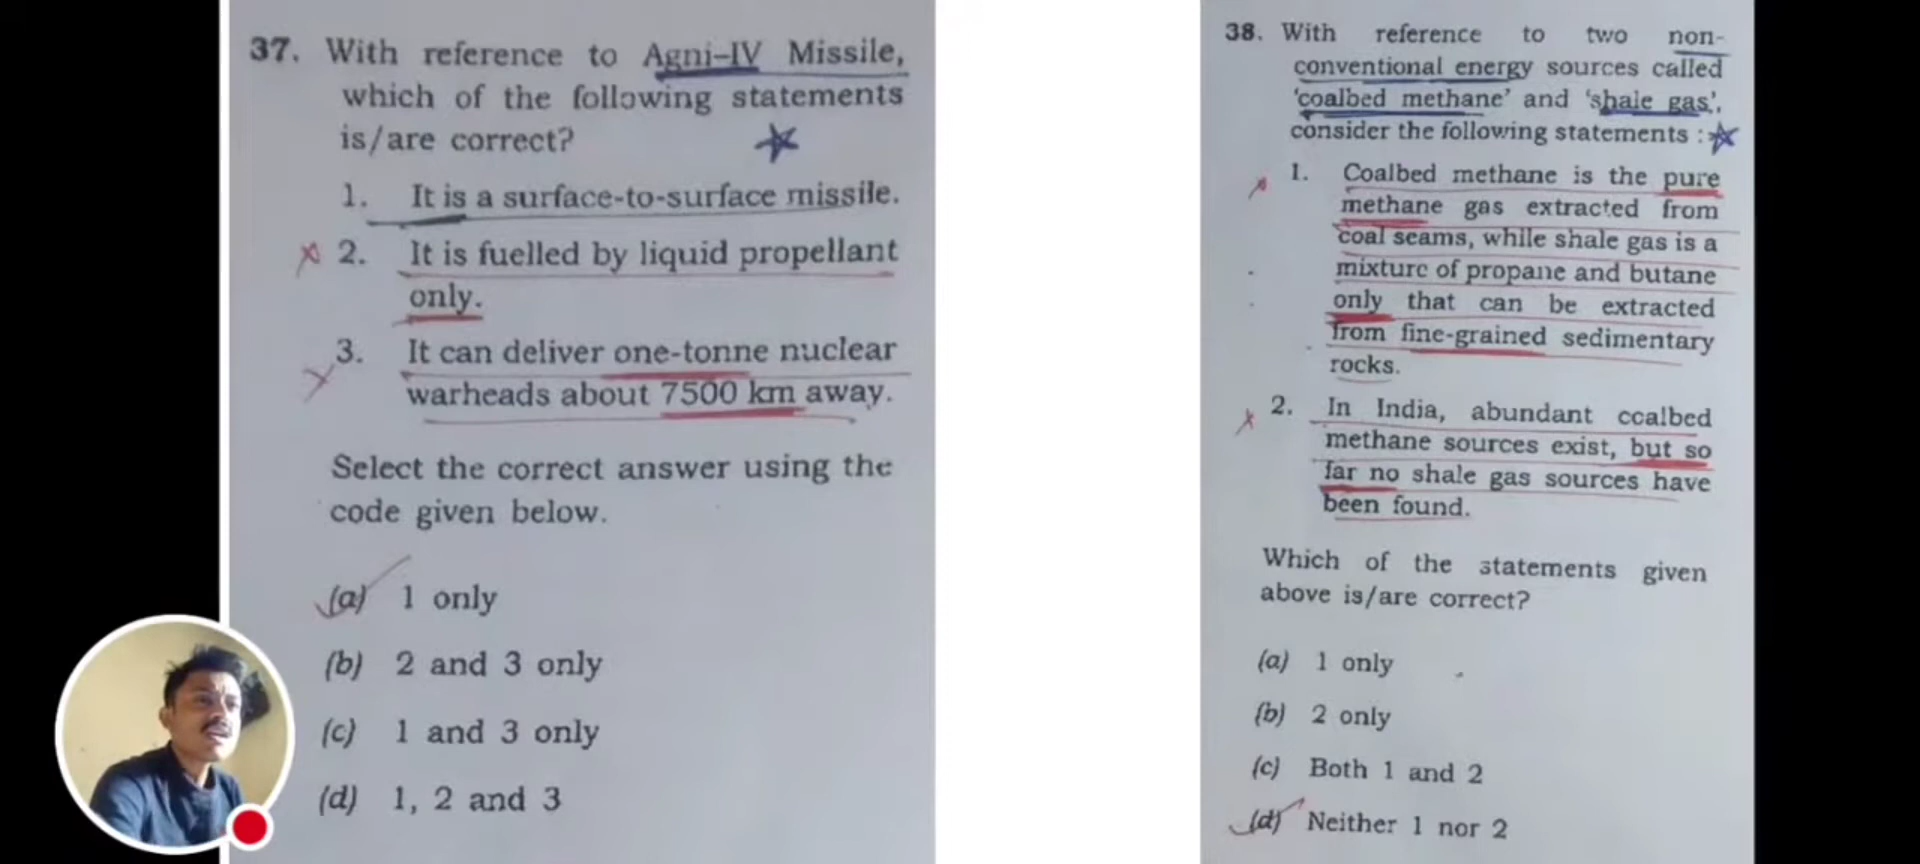 37. With reference to Agni-IV Missile,
which of the following statements
is/are correct?
1. It is a surface-to-surface missile.
2. It is fuelled by liquid propellant
only.
3. It can deliver one-tonne nuclear
warheads about 7500 km away.
Select the correct answer using the
code given below.
(a) 1 only
(b) 2 and 3 only
(c) 1 and 3 only
(d) 1, 2 and 3
38. With reference to two non-
conventional energy sources called
‘coalbed methane’ and ‘shale gas’,
consider the following statements :
1. Coalbed methane is the pure
methane gas extracted from
coal seams, while shale gas is a
mixture of propane and butane
only that can be extracted
from fine-grained sedimentary
rocks.
2. In India, abundant coalbed
methane sources exist, but so
far no shale gas sources have
been found.
Which of the statements given
above is/are correct?
(a) 1 only
(b) 2 only
(c) Both 1 and 2
(d) Neither 1 nor 2